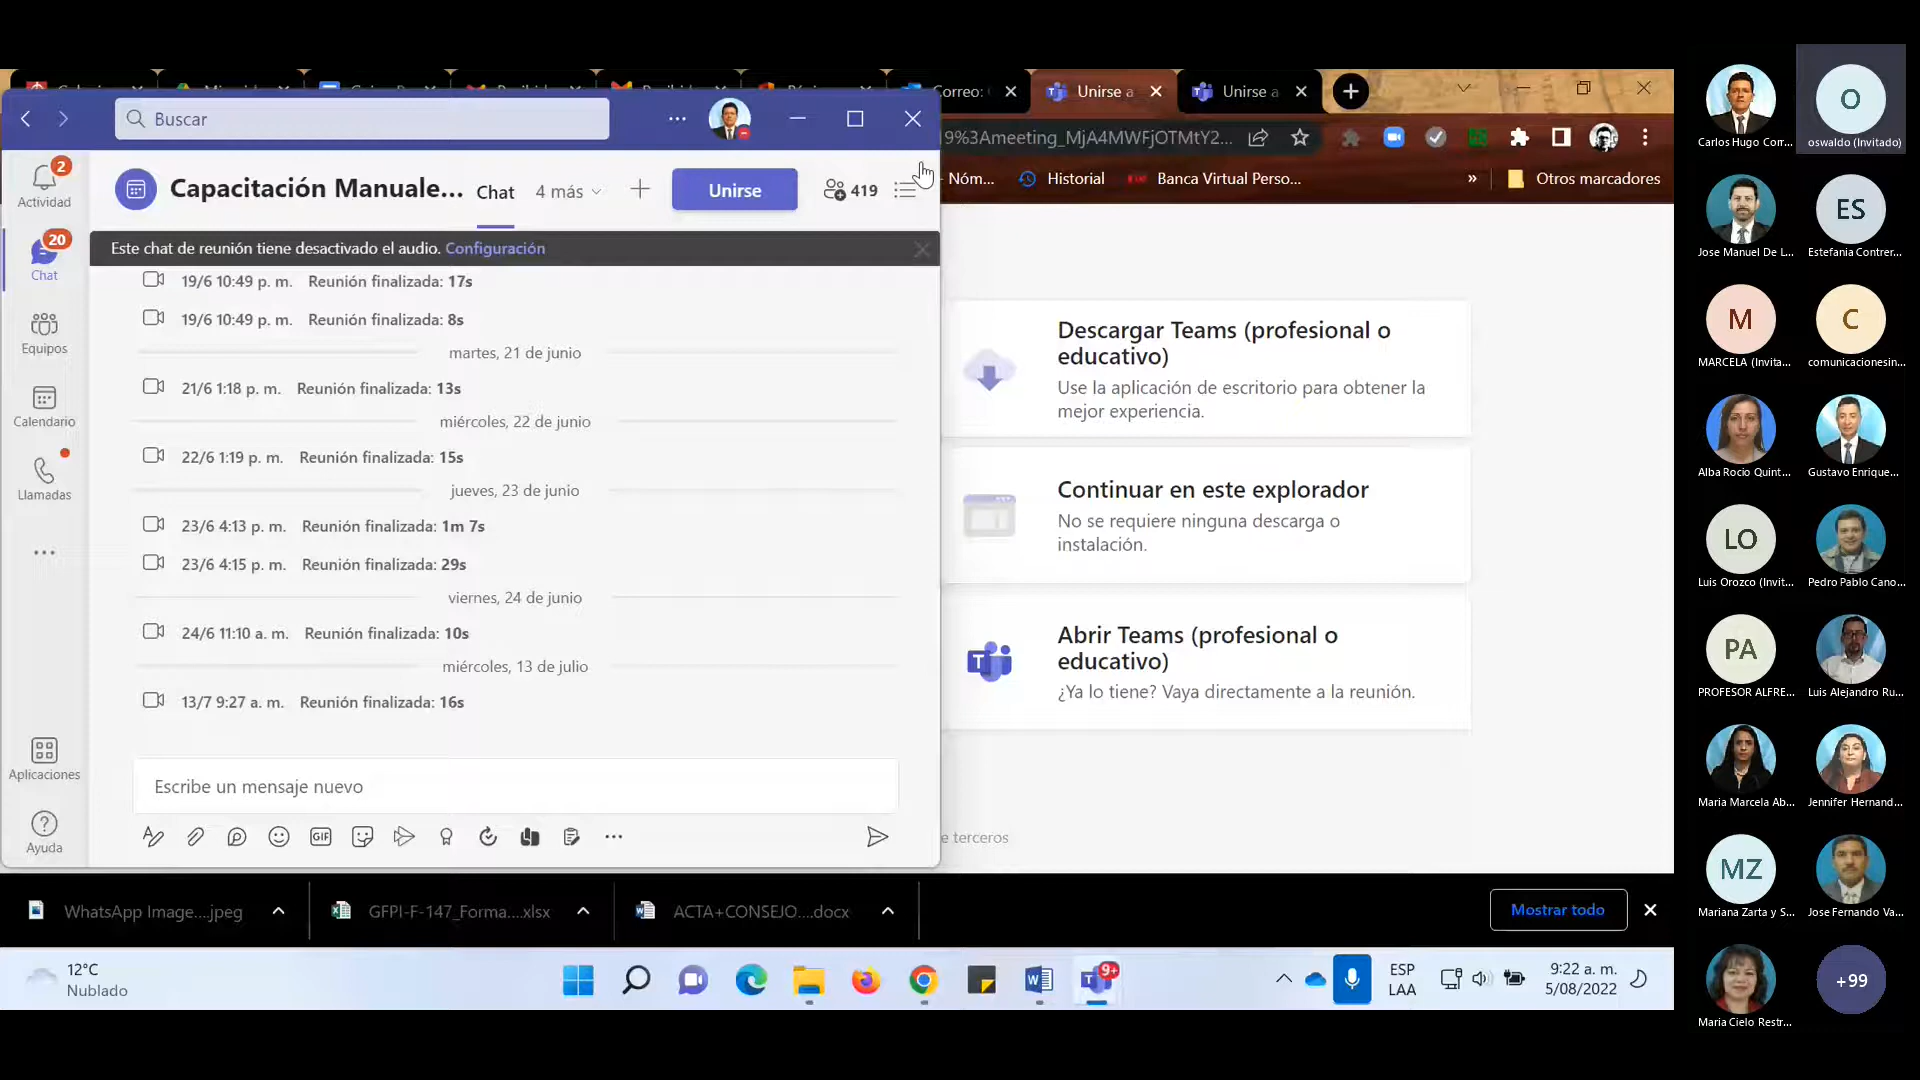 Correo:
Unirse a
Unirse a
Buscar
19%3Ameeting_MjA4MWFjOTMtY2...
Actividad
2
Capacitación Manuale...
Chat
4 más
Unirse
419
Nóm...
Historial
Banca Virtual Perso...
»
Otros marcadores
Este chat de reunión tiene desactivado el audio. Configuración
20
Chat
Equipos
Calendario
Llamadas
Aplicaciones
Ayuda
19/6 10:49 p. m. Reunión finalizada: 17s
19/6 10:49 p. m. Reunión finalizada: 8s
martes, 21 de junio
21/6 1:18 p. m. Reunión finalizada: 13s
miércoles, 22 de junio
22/6 1:19 p. m. Reunión finalizada: 15s
jueves, 23 de junio
23/6 4:13 p. m. Reunión finalizada: 1m 7s
23/6 4:15 p. m. Reunión finalizada: 29s
viernes, 24 de junio
24/6 11:10 a. m. Reunión finalizada: 10s
miércoles, 13 de julio
13/7 9:27 a. m. Reunión finalizada: 16s
Escribe un mensaje nuevo
GIF
Descargar Teams (profesional o
educativo)
Use la aplicación de escritorio para obtener la
mejor experiencia.
Continuar en este explorador
No se requiere ninguna descarga o
instalación.
Abrir Teams (profesional o
educativo)
¿Ya lo tiene? Vaya directamente a la reunión.
e terceros
WhatsApp Image....jpeg
GFPI-F-147_Forma....xlsx
ACTA+CONSEJO....docx
Mostrar todo
12°C
Nublado
9+
ESP
LAA
9:22 a. m.
5/08/2022
Carlos Hugo Corr...
O
oswaldo (Invitado)
Jose Manuel De L...
ES
Estefania Contrer...
M
MARCELA (Invita...
C
comunicacionesin...
Alba Rocio Quint...
Gustavo Enrique...
LO
Luis Orozco (Invit...
Pedro Pablo Cano...
PA
PROFESOR ALFRE...
Luis Alejandro Ru...
Maria Marcela Ab...
Jennifer Hernand...
MZ
Mariana Zarta y S...
Jose Fernando Va...
Maria Cielo Restr...
+99